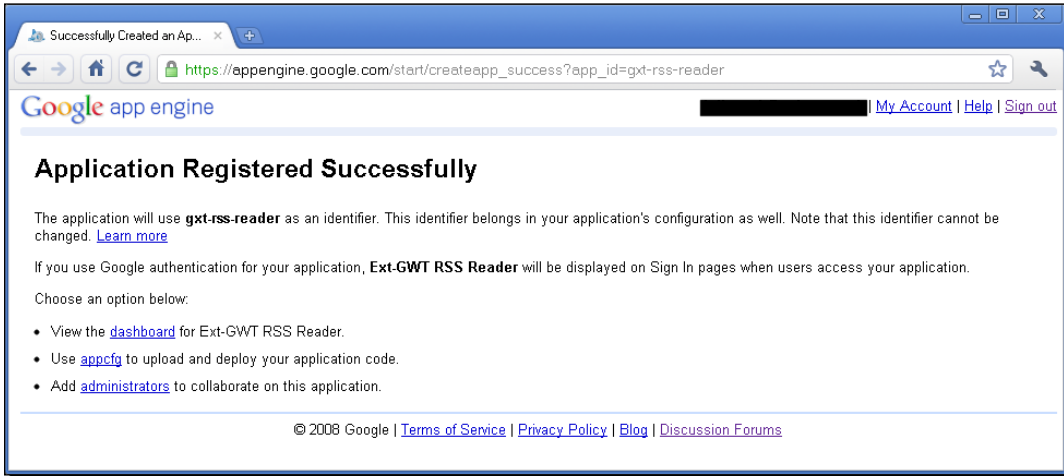 Successfully Created an Ap...
https://appengine.google.com/start/createapp_success?app_id=gxt-rss-reader
Google app engine
| My Account | Help | Sign out
Application Registered Successfully
The application will use gxt-rss-reader as an identifier. This identifier belongs in your application's configuration as well. Note that this identifier cannot be
changed. Learn more
If you use Google authentication for your application, Ext-GWT RSS Reader will be displayed on Sign In pages when users access your application.
Choose an option below:
• View the dashboard for Ext-GWT RSS Reader.
• Use appcfg to upload and deploy your application code.
• Add administrators to collaborate on this application.
© 2008 Google | Terms of Service | Privacy Policy | Blog | Discussion Forums